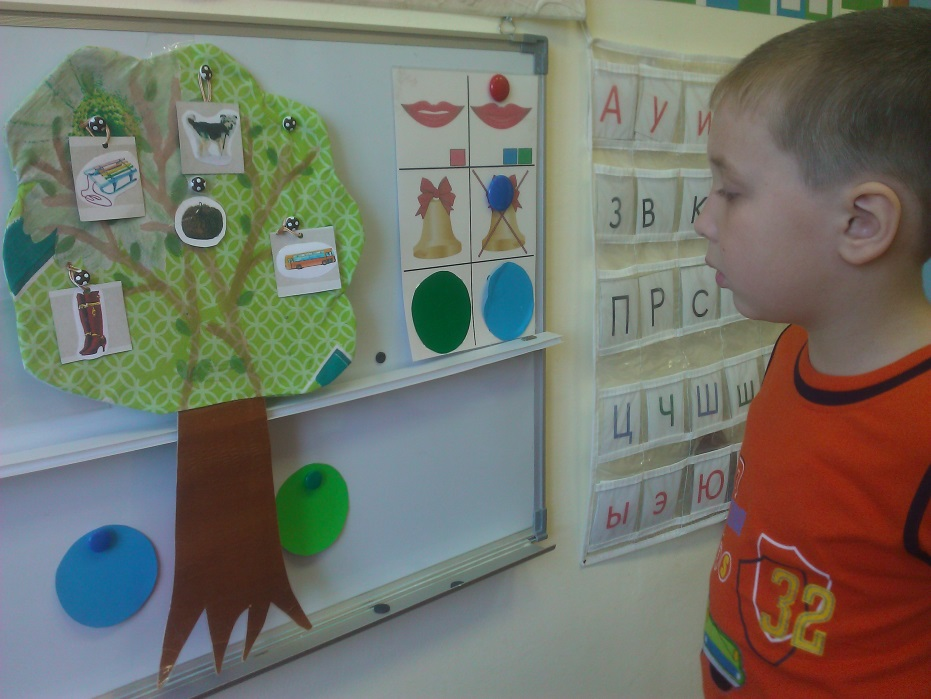 А У И
З В К
П Р С
Ц Ч Ш Щ
Ы Э Ю
32